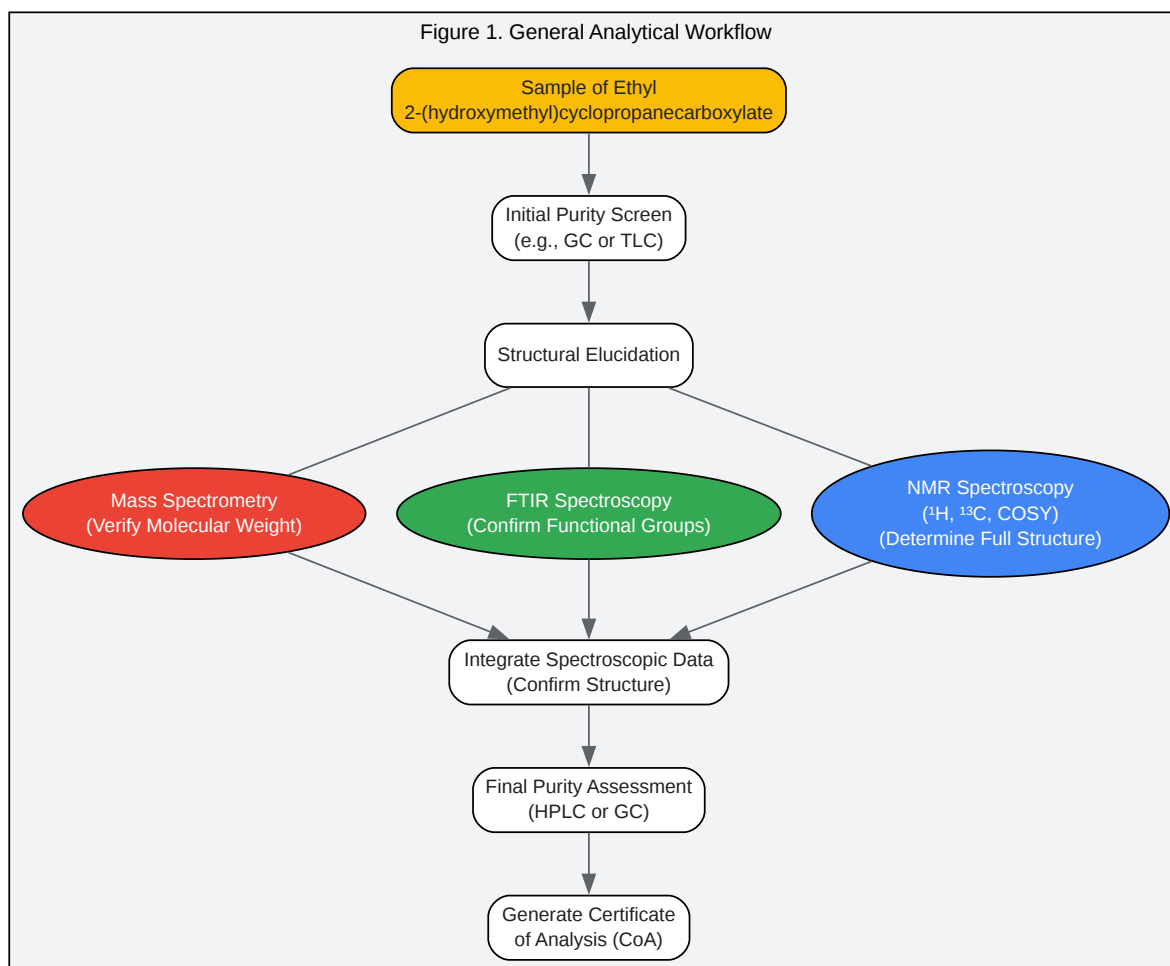 Figure 1. General Analytical Workflow
Sample of Ethyl
2-(hydroxymethyl)cyclopropanecarboxylate
Initial Purity Screen
(e.g., GC or TLC)
Structural Elucidation
Mass Spectrometry
(Verify Molecular Weight)
FTIR Spectroscopy
(Confirm Functional Groups)
NMR Spectroscopy
(¹H, ¹³C, COSY)
(Determine Full Structure)
Integrate Spectroscopic Data
(Confirm Structure)
Final Purity Assessment
(HPLC or GC)
Generate Certificate
of Analysis (CoA)